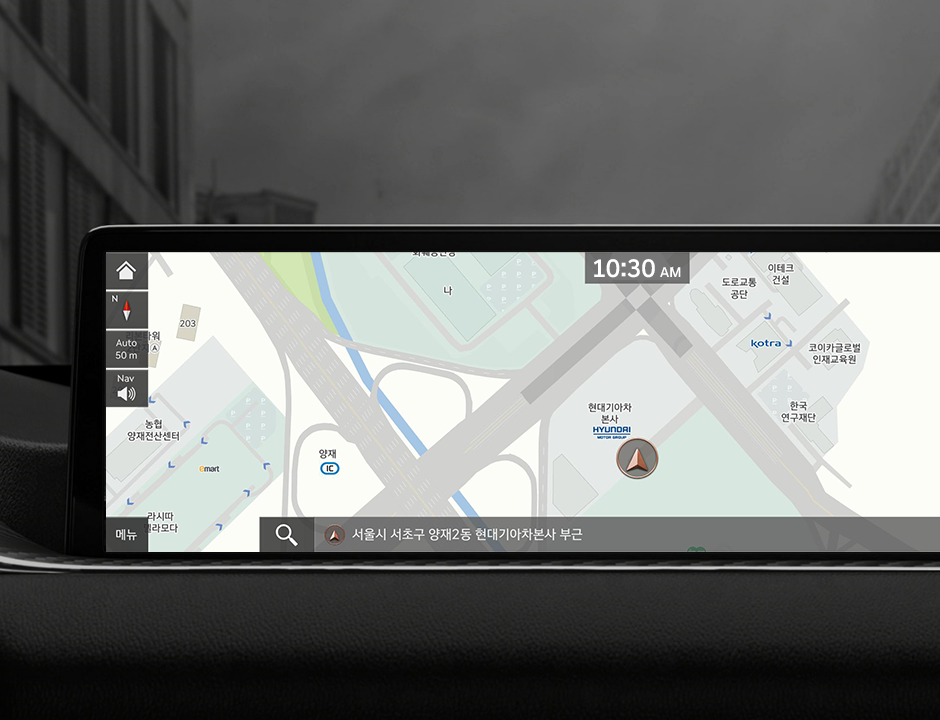 10:30 AM
이테크
건설
도로교통
공단
나
N
203
Auto
50 m
kotra
코이카글로벌
인재교육원
Nav
현대기아차
본사
HYUNDAI
MOTOR GROUP
한국
연구재단
농협
양재전산센터
양재
IC
emart
라시따
메뉴
서울시 서초구 양재2동 현대기아차본사 부근